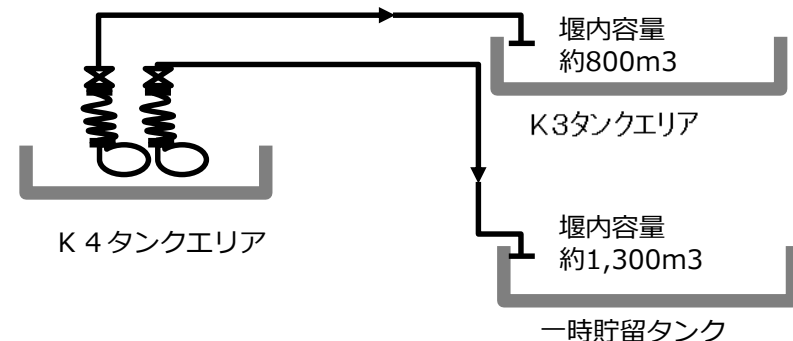 堰内容量
約800m3
K3タンクエリア
K４タンクエリア
堰内容量
約1,300m3
一時貯留タンク